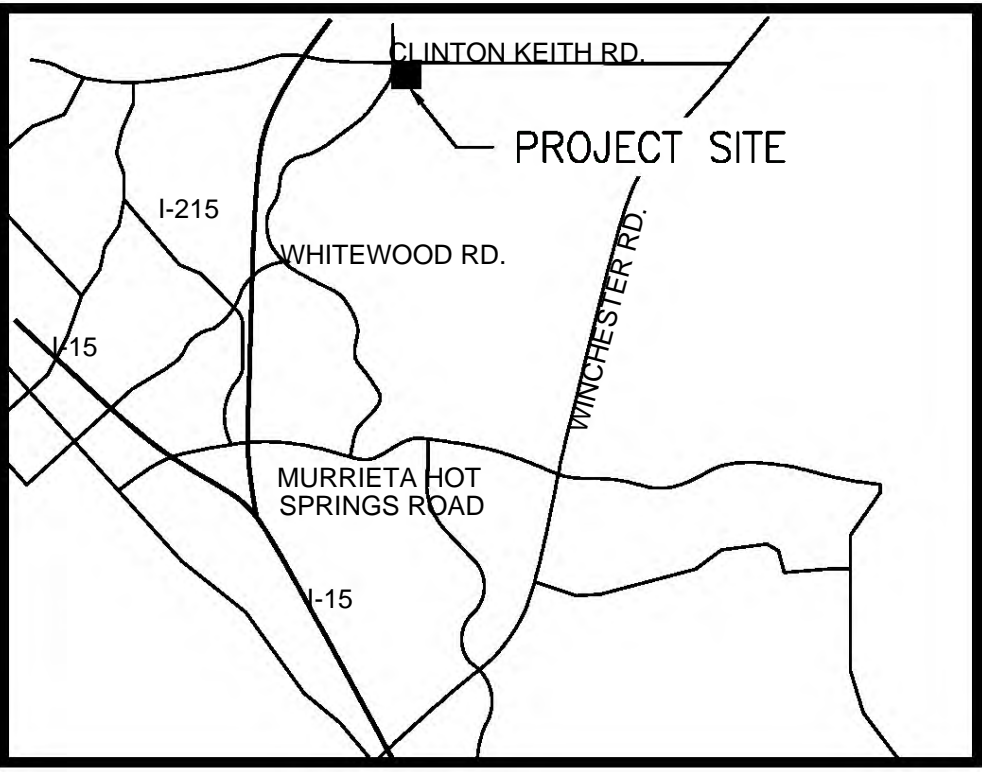 CLINTON KEITH RD.
PROJECT SITE
I-215
WHITEWOOD RD.
WINCHESTER RD.
I-15
MURRIETA HOT
SPRINGS ROAD
I-15